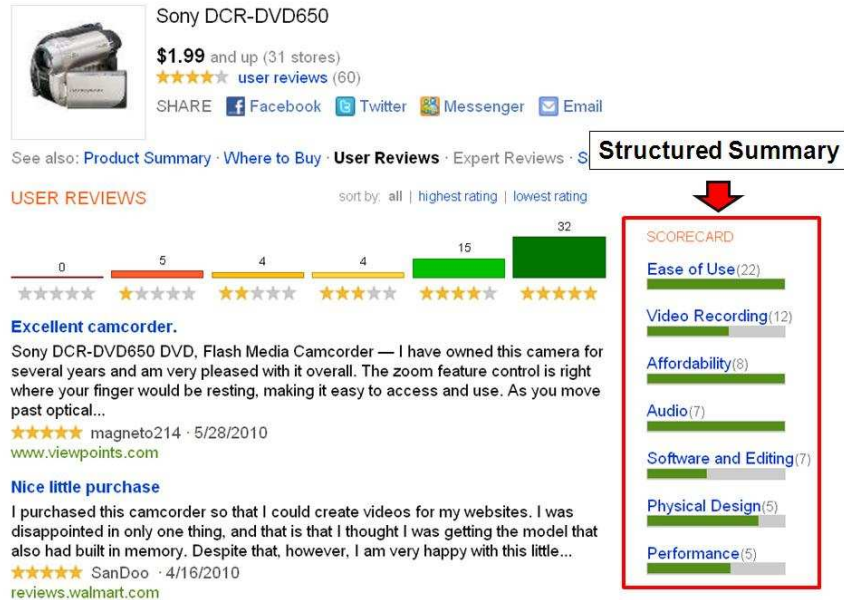 Sony DCR-DVD650
$1.99 and up (31 stores)
user reviews (60)
SHARE Facebook Twitter Messenger Email
See also: Product Summary · Where to Buy · User Reviews · Expert Reviews · S
Structured Summary
USER REVIEWS
sort by: all | highest rating | lowest rating
0
5
4
4
15
32
Excellent camcorder.
Sony DCR-DVD650 DVD, Flash Media Camcorder — I have owned this camera for
several years and am very pleased with it overall. The zoom feature control is right
where your finger would be resting, making it easy to access and use. As you move
past optical...
magneto214 · 5/28/2010
www.viewpoints.com
Nice little purchase
I purchased this camcorder so that I could create videos for my websites. I was
disappointed in only one thing, and that is that I thought I was getting the model that
also had built in memory. Despite that, however, I am very happy with this little...
SanDoo · 4/16/2010
reviews.walmart.com
SCORECARD
Ease of Use(22)
Video Recording(12)
Affordability(8)
Audio(7)
Software and Editing(7)
Physical Design(5)
Performance(5)